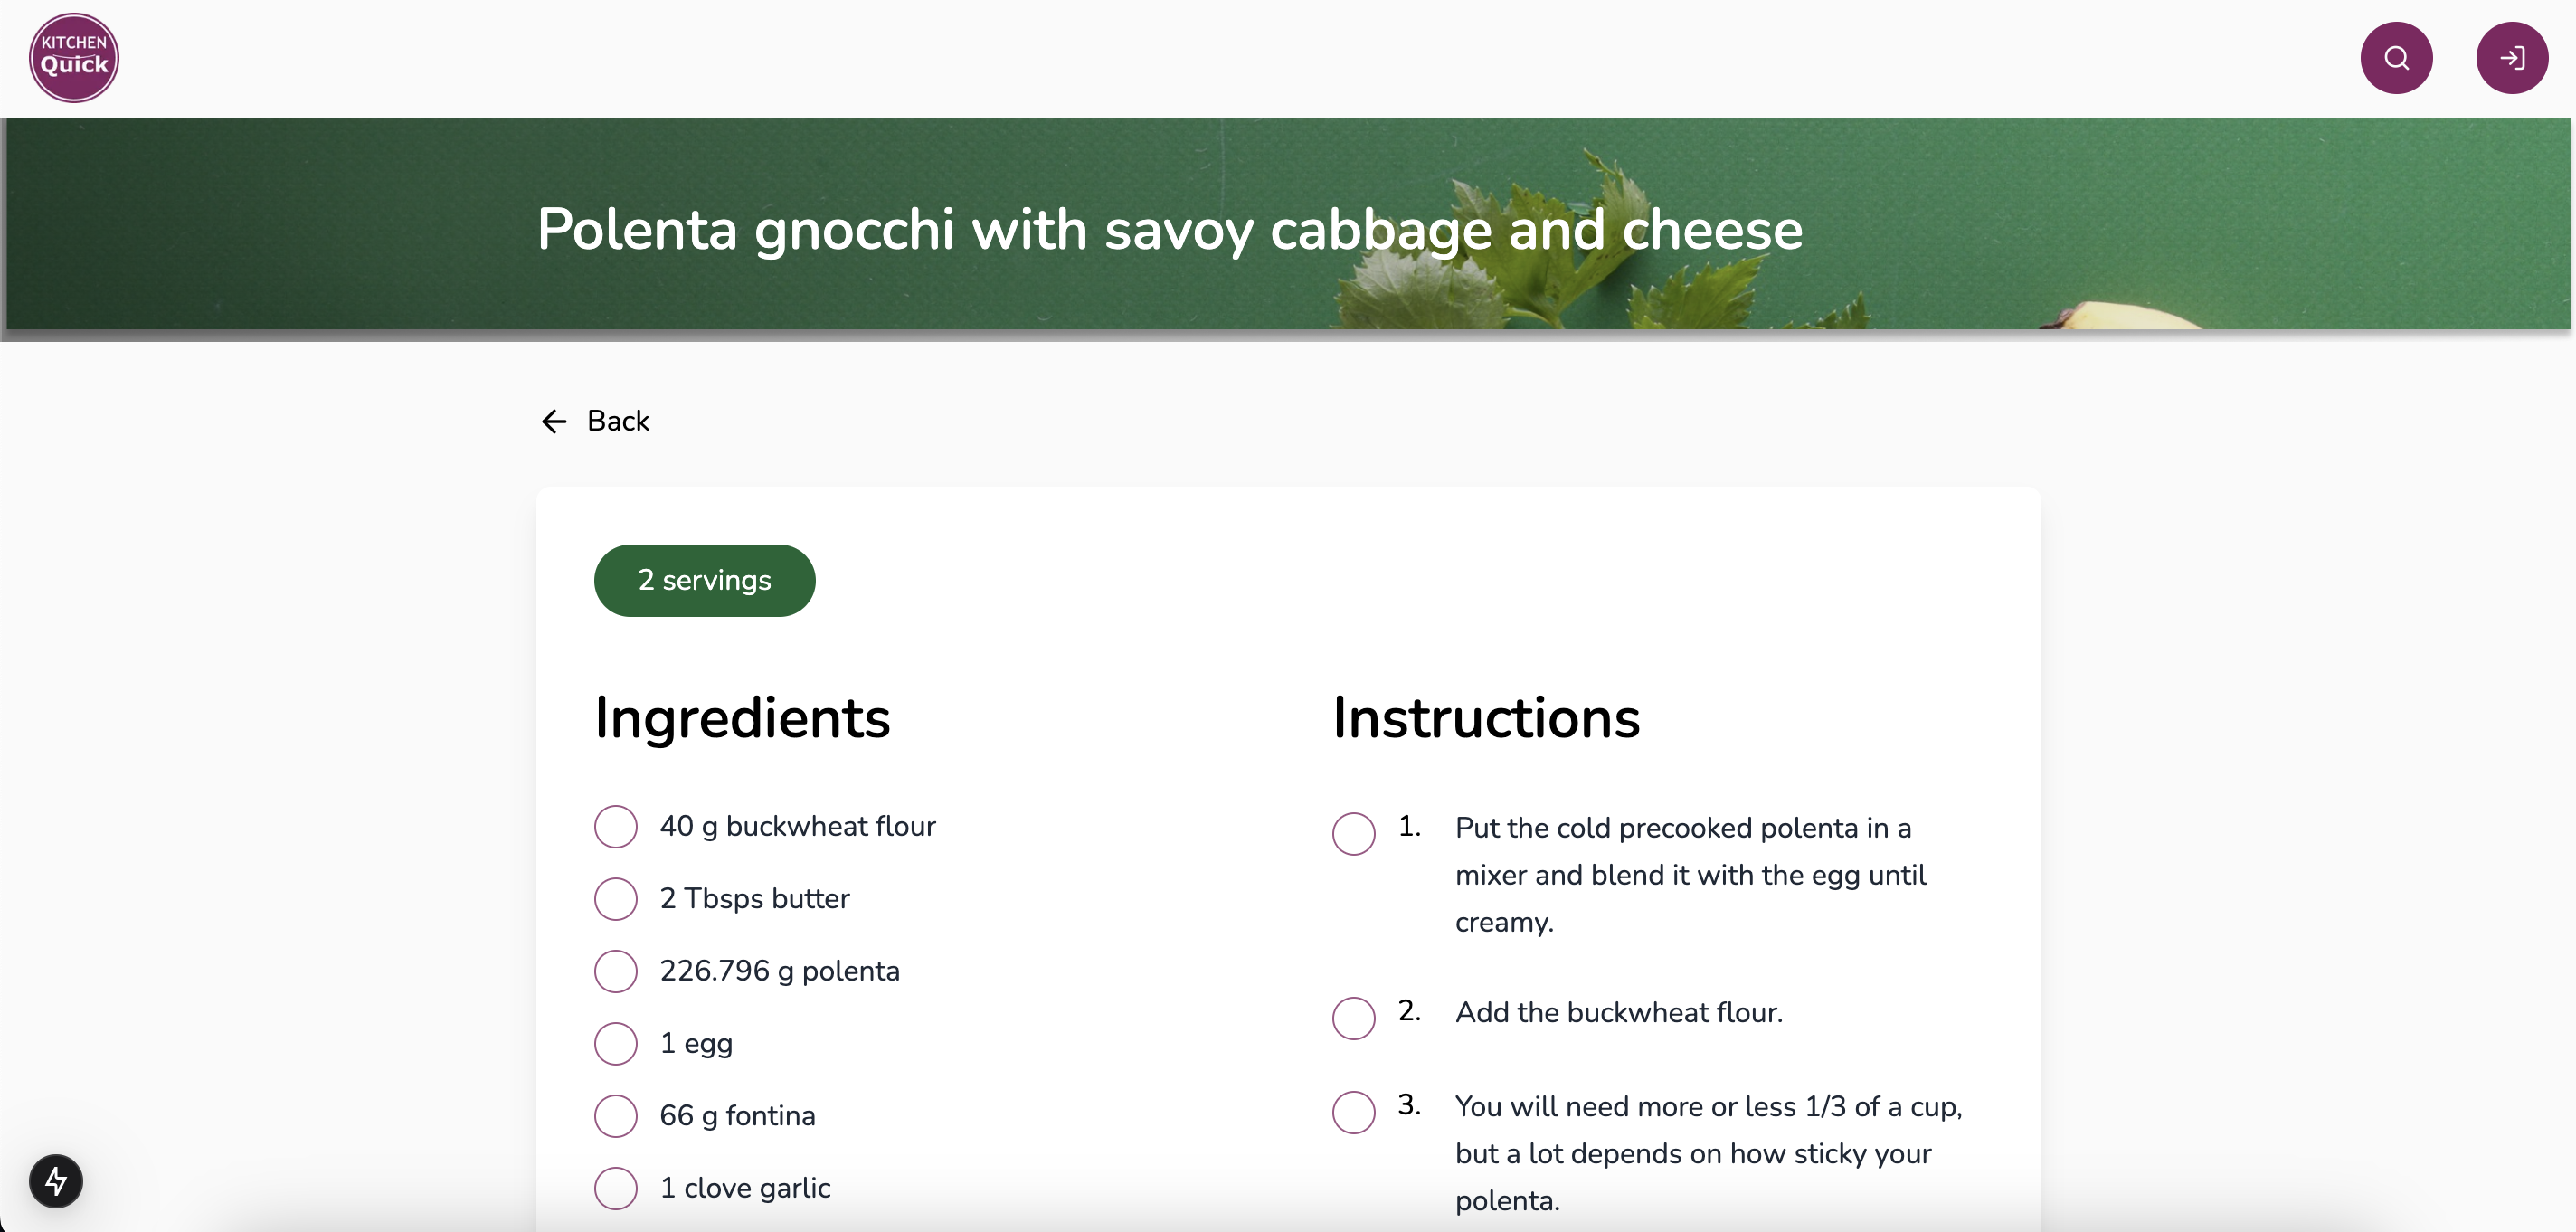 KITCHEN
Quick
Polenta gnocchi with savoy cabbage and cheese
Back
2 servings
Ingredients
40 g buckwheat flour
2 Tbsps butter
226.796 g polenta
1 egg
66 g fontina
1 clove garlic
Instructions
1. Put the cold precooked polenta in a
mixer and blend it with the egg until
creamy.
2. Add the buckwheat flour.
3. You will need more or less 1/3 of a cup,
but a lot depends on how sticky your
polenta.